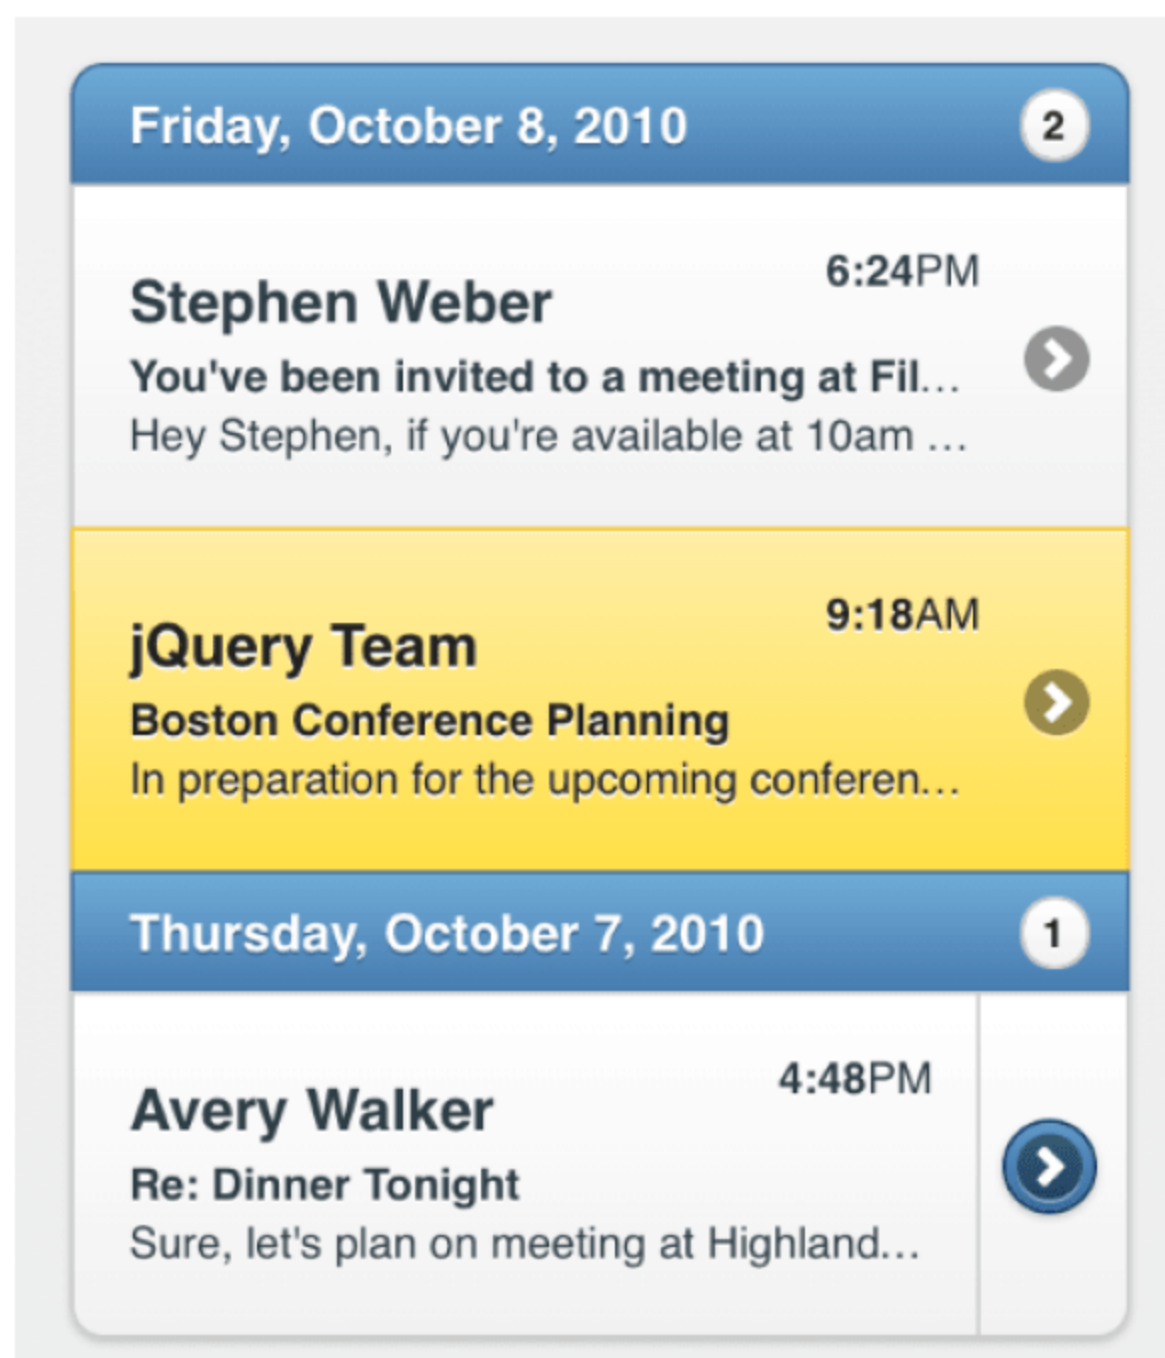 Friday, October 8, 2010 2
6:24PM
Stephen Weber
You've been invited to a meeting at Fil...
Hey Stephen, if you're available at 10am ...
9:18AM
jQuery Team
Boston Conference Planning
In preparation for the upcoming conferen...
Thursday, October 7, 2010 1
4:48PM
Avery Walker
Re: Dinner Tonight
Sure, let's plan on meeting at Highland...